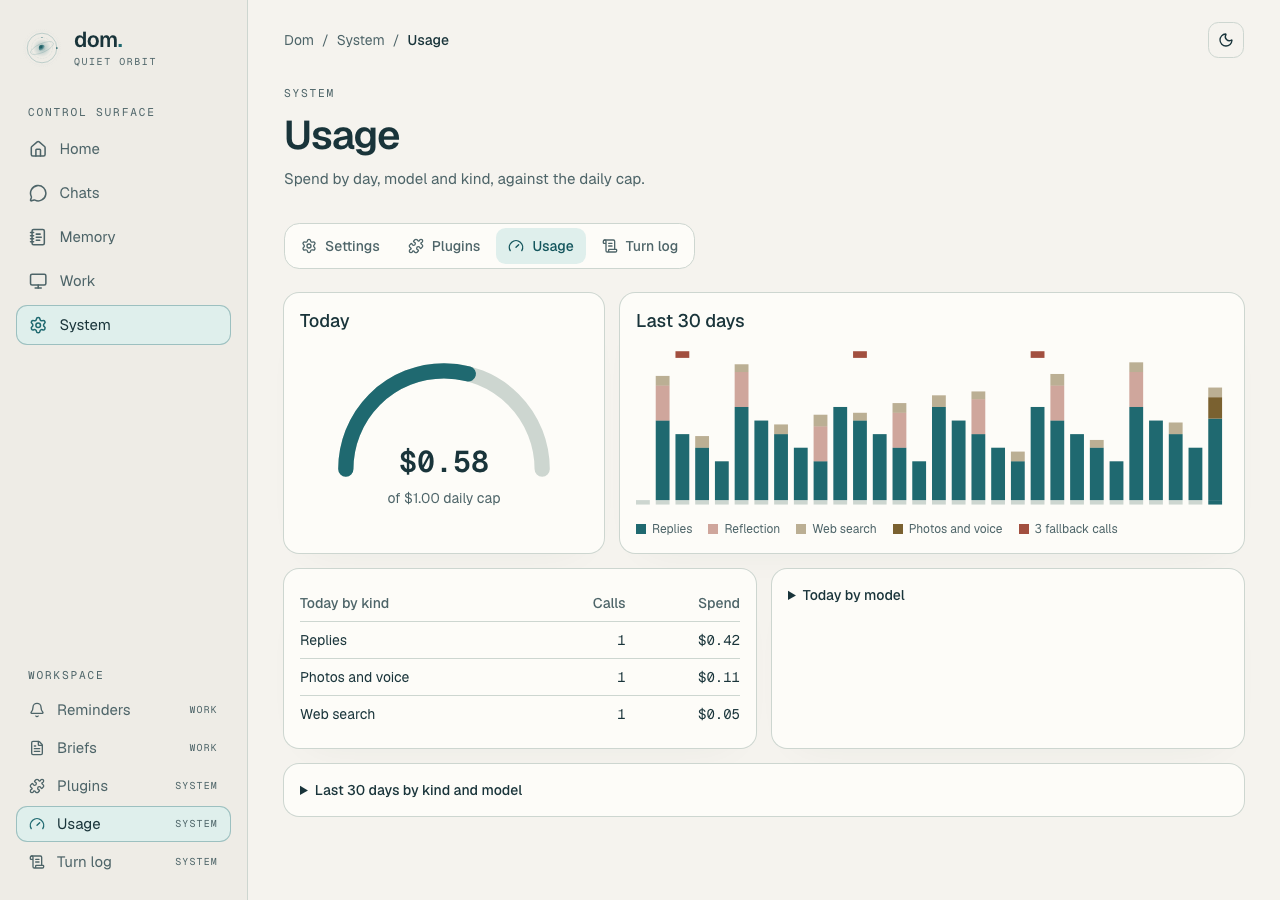 dom.
QUIET ORBIT
CONTROL SURFACE
Home
Chats
Memory
Work
System
WORKSPACE
Reminders WORK
Briefs WORK
Plugins SYSTEM
Usage SYSTEM
Turn log SYSTEM
Dom / System / Usage
SYSTEM
Usage
Spend by day, model and kind, against the daily cap.
Settings Plugins Usage Turn log
Today
$0.58
of $1.00 daily cap
Last 30 days
Replies Reflection Web search Photos and voice 3 fallback calls
Today by kind Calls Spend
Replies 1 $0.42
Photos and voice 1 $0.11
Web search 1 $0.05
Today by model
Last 30 days by kind and model